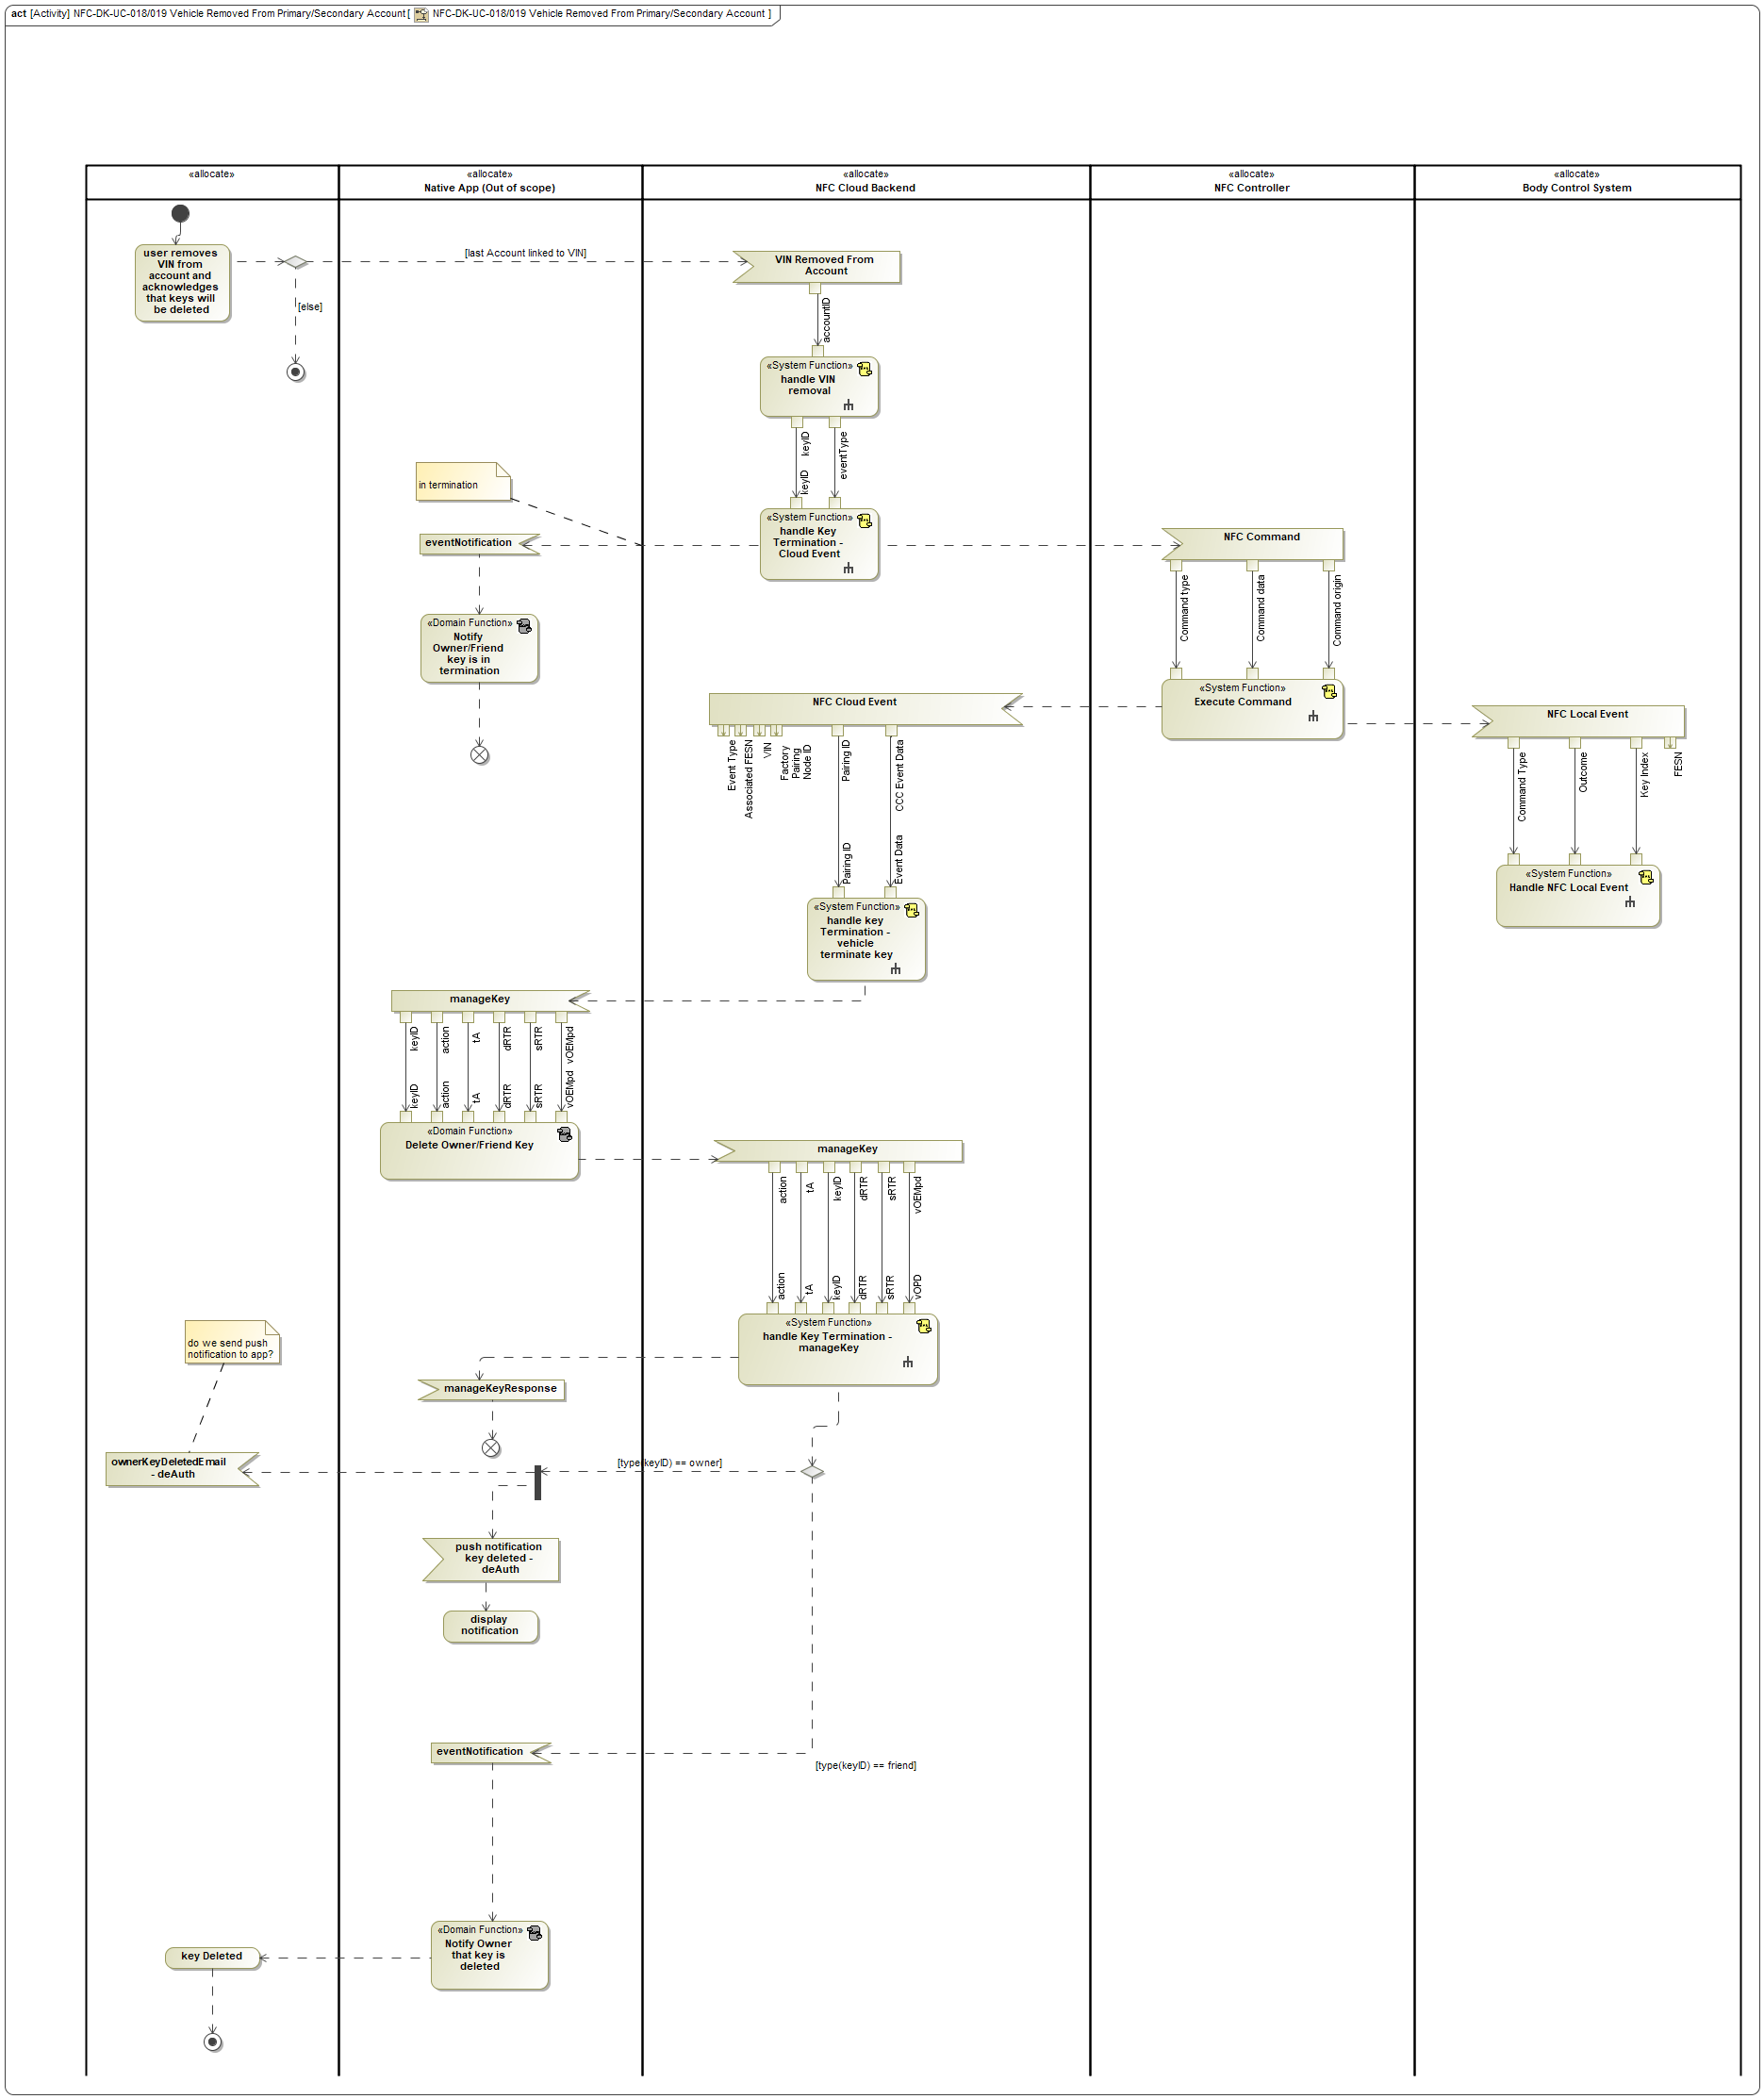 act [Activity] NFC-DK-UC-018/019 Vehicle Removed From Primary/Secondary Account [ NFC-DK-UC-018/019 Vehicle Removed From Primary/Secondary Account ]
«allocate»
«allocate»
Native App (Out of scope)
«allocate»
NFC Cloud Backend
«allocate»
NFC Controller
«allocate»
Body Control System
user removes
VIN from
account and
acknowledges
that keys will
be deleted
[last Account linked to VIN]
[else]
VIN Removed From
Account
accountID
«System Function»
handle VIN
removal
keyID
eventType
keyID
in termination
«System Function»
handle Key
Termination -
Cloud Event
eventNotification
NFC Command
Command type
Command data
Command origin
«Domain Function»
Notify
Owner/Friend
key is in
termination
«System Function»
Execute Command
NFC Cloud Event
Event Type
Associated FESN
VIN
Factory
Pairing
Node ID
Pairing ID
CCC Event Data
Pairing ID
Event Data
NFC Local Event
Command Type
Outcome
Key Index
FESN
«System Function»
Handle NFC Local Event
«System Function»
handle key
Termination -
vehicle
terminate key
manageKey
keyID
action
tA
dRTR
sRTR
vOEMpd
keyID
action
tA
dRTR
sRTR
vOEMpd
«Domain Function»
Delete Owner/Friend Key
manageKey
action
tA
keyID
dRTR
sRTR
vOEMpd
action
tA
keyID
dRTR
sRTR
vOPD
«System Function»
handle Key Termination -
manageKey
do we send push
notification to app?
manageKeyResponse
ownerKeyDeletedEmail
- deAuth
[type(keyID) == owner]
push notification
key deleted -
deAuth
display
notification
eventNotification
[type(keyID) == friend]
«Domain Function»
Notify Owner
that key is
deleted
key Deleted